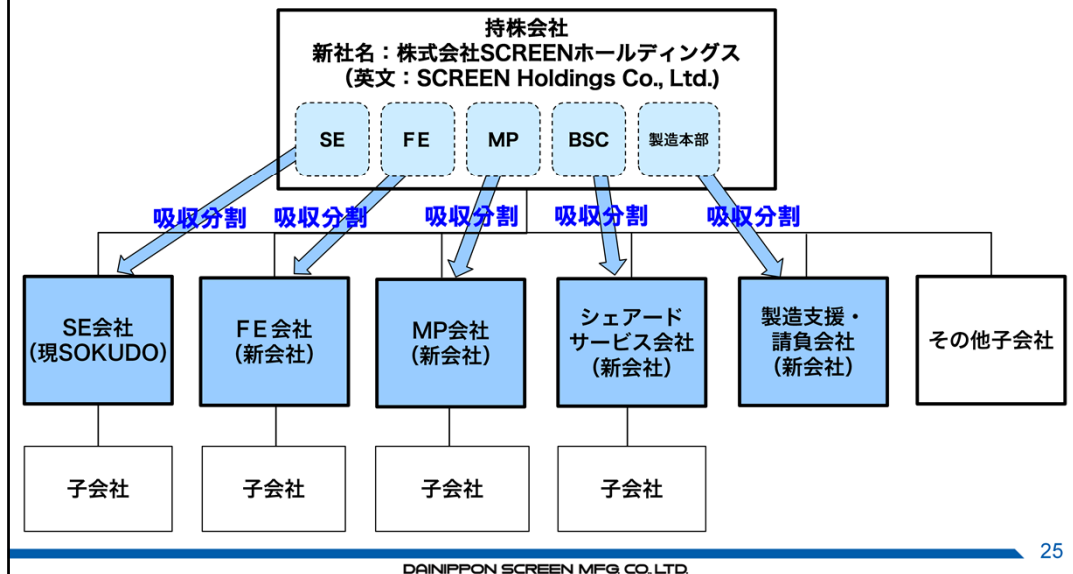 持株会社
新社名：株式会社SCREENホールディングス
（英文：SCREEN Holdings Co., Ltd.)
SE
ＦＥ
MP
BSC
製造本部
吸収分割
吸収分割
吸収分割
吸収分割
吸収分割
SE会社
(現SOKUDO)
ＦＥ会社
(新会社)
MP会社
(新会社)
シェアード
サービス会社
(新会社)
製造支援・
請負会社
(新会社)
その他子会社
子会社
子会社
子会社
子会社
25
DAINIPPON SCREEN MFG. CO., LTD.